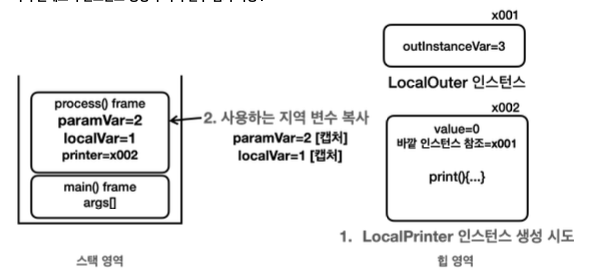 x001
outInstanceVar=3
LocalOuter 인스턴스
x002
process() frame
paramVar=2
localVar=1
printer=x002
2. 사용하는 지역 변수 복사
paramVar=2 [캡처]
localVar=1 [캡처]
value=0
바깥 인스턴스 참조=x001
print(){...}
main() frame
args[]
1. LocalPrinter 인스턴스 생성 시도
스택 영역
힙 영역